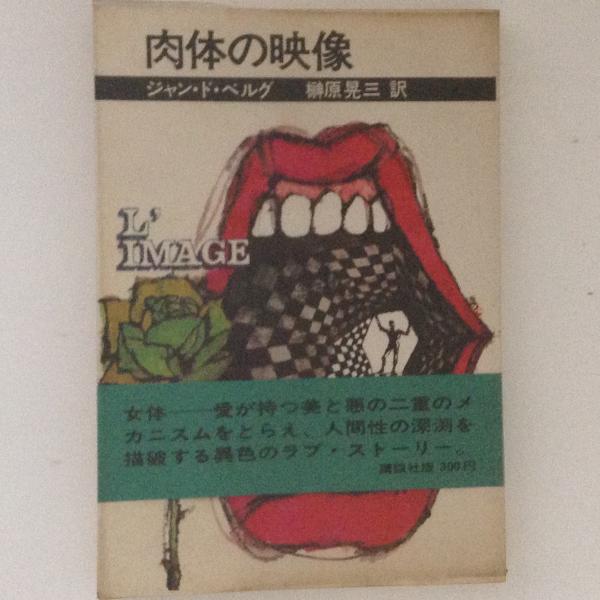 肉体の映像
ジャン・ド・ベルグ 榊原晃三 訳
L'
IMAGE
女体――愛が持つ美と悪の二重のメ
カニスムをとらえ、人間性の深淵を
描破する異色のラブ・ストーリー。
講談社版 300円